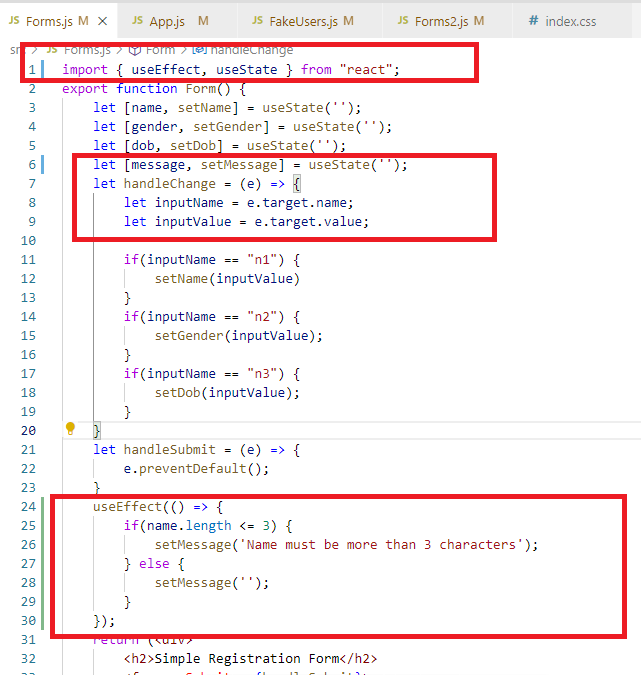 JS Forms.js M × JS App.js M JS FakeUsers.js M JS Forms2.js M # index.css
src > JS Forms.js > Form > handleChange
1 import { useEffect, useState } from "react";
2 export function Form() {
3 let [name, setName] = useState('');
4 let [gender, setGender] = useState('');
5 let [dob, setDob] = useState('');
6 let [message, setMessage] = useState('');
7 let handleChange = (e) => {
8 let inputName = e.target.name;
9 let inputValue = e.target.value;
10
11 if(inputName == "n1") {
12 setName(inputValue)
13 }
14 if(inputName == "n2") {
15 setGender(inputValue);
16 }
17 if(inputName == "n3") {
18 setDob(inputValue);
19 }
20 }
21 let handleSubmit = (e) => {
22 e.preventDefault();
23 }
24 useEffect(() => {
25 if(name.length <= 3) {
26 setMessage('Name must be more than 3 characters');
27 } else {
28 setMessage('');
29 }
30 });
31 return (<div>
32 <h2>Simple Registration Form</h2>